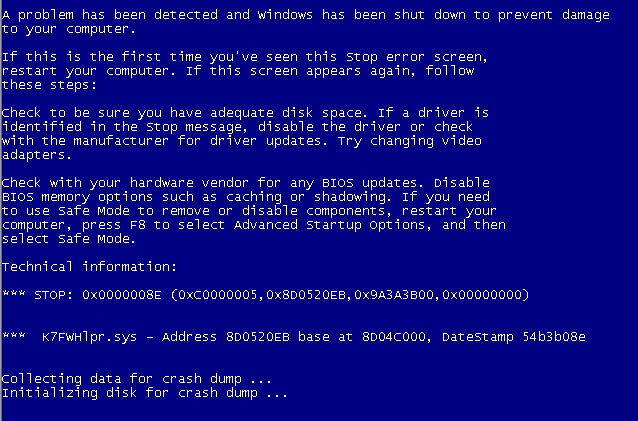 A problem has been detected and Windows has been shut down to prevent damage
to your computer.
If this is the first time you've seen this Stop error screen,
restart your computer. If this screen appears again, follow
these steps:
Check to be sure you have adequate disk space. If a driver is
identified in the Stop message, disable the driver or check
with the manufacturer for driver updates. Try changing video
adapters.
Check with your hardware vendor for any BIOS updates. Disable
BIOS memory options such as caching or shadowing. If you need
to use Safe Mode to remove or disable components, restart your
computer, press F8 to select Advanced Startup Options, and then
select Safe Mode.
Technical information:
*** STOP: 0x0000008E (0xC0000005,0x8D0520EB,0x9A3A3B00,0x00000000)
***  K7FWHlpr.sys - Address 8D0520EB base at 8D04C000, DateStamp 54b3b08e
Collecting data for crash dump ...
Initializing disk for crash dump ...